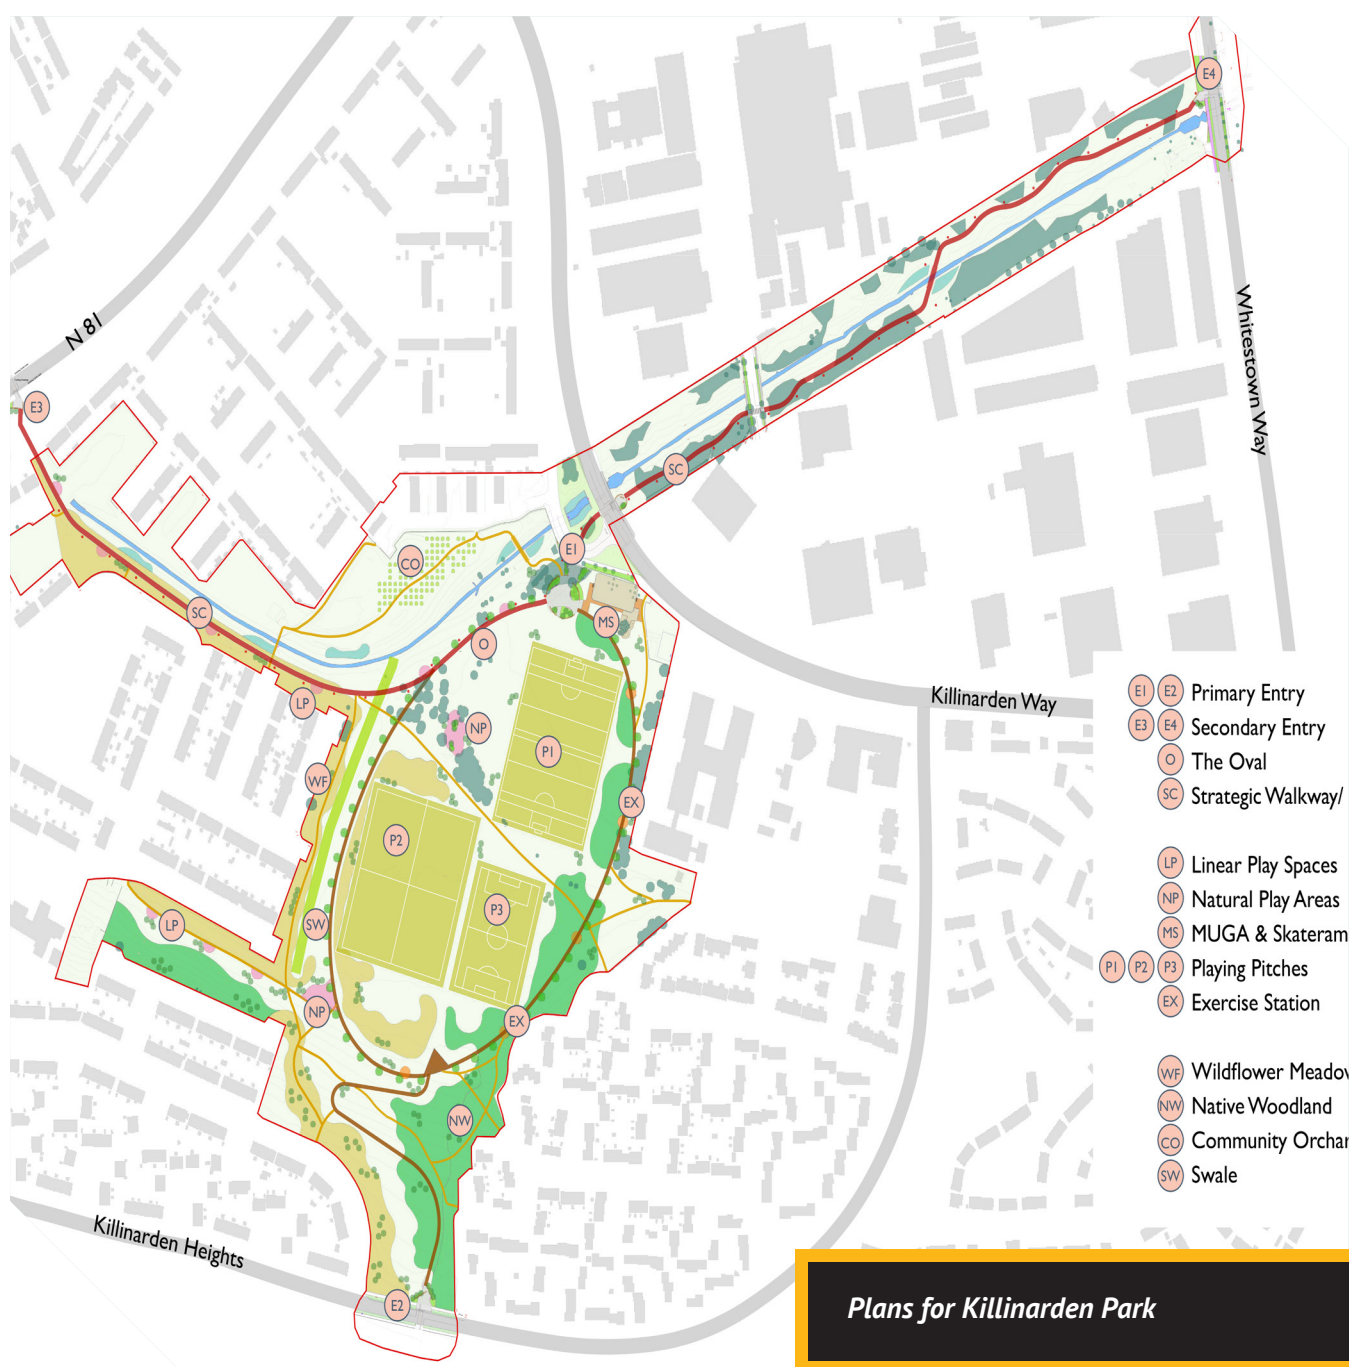 E4
N 81
Whitestown Way
E3
SC
E1
CO
SC
MS
O
LP
NP
P1
Killinarden Way
WF
EX
P2
P3
LP
SW
NP
EX
NW
Killinarden Heights
E2
E1 E2 Primary Entry
E3 E4 Secondary Entry
O The Oval
SC Strategic Walkway/
LP Linear Play Spaces
NP Natural Play Areas
MS MUGA & Skateram
P1 P2 P3 Playing Pitches
EX Exercise Station
WF Wildflower Meadow
NW Native Woodland
CO Community Orchar
SW Swale
Plans for Killinarden Park